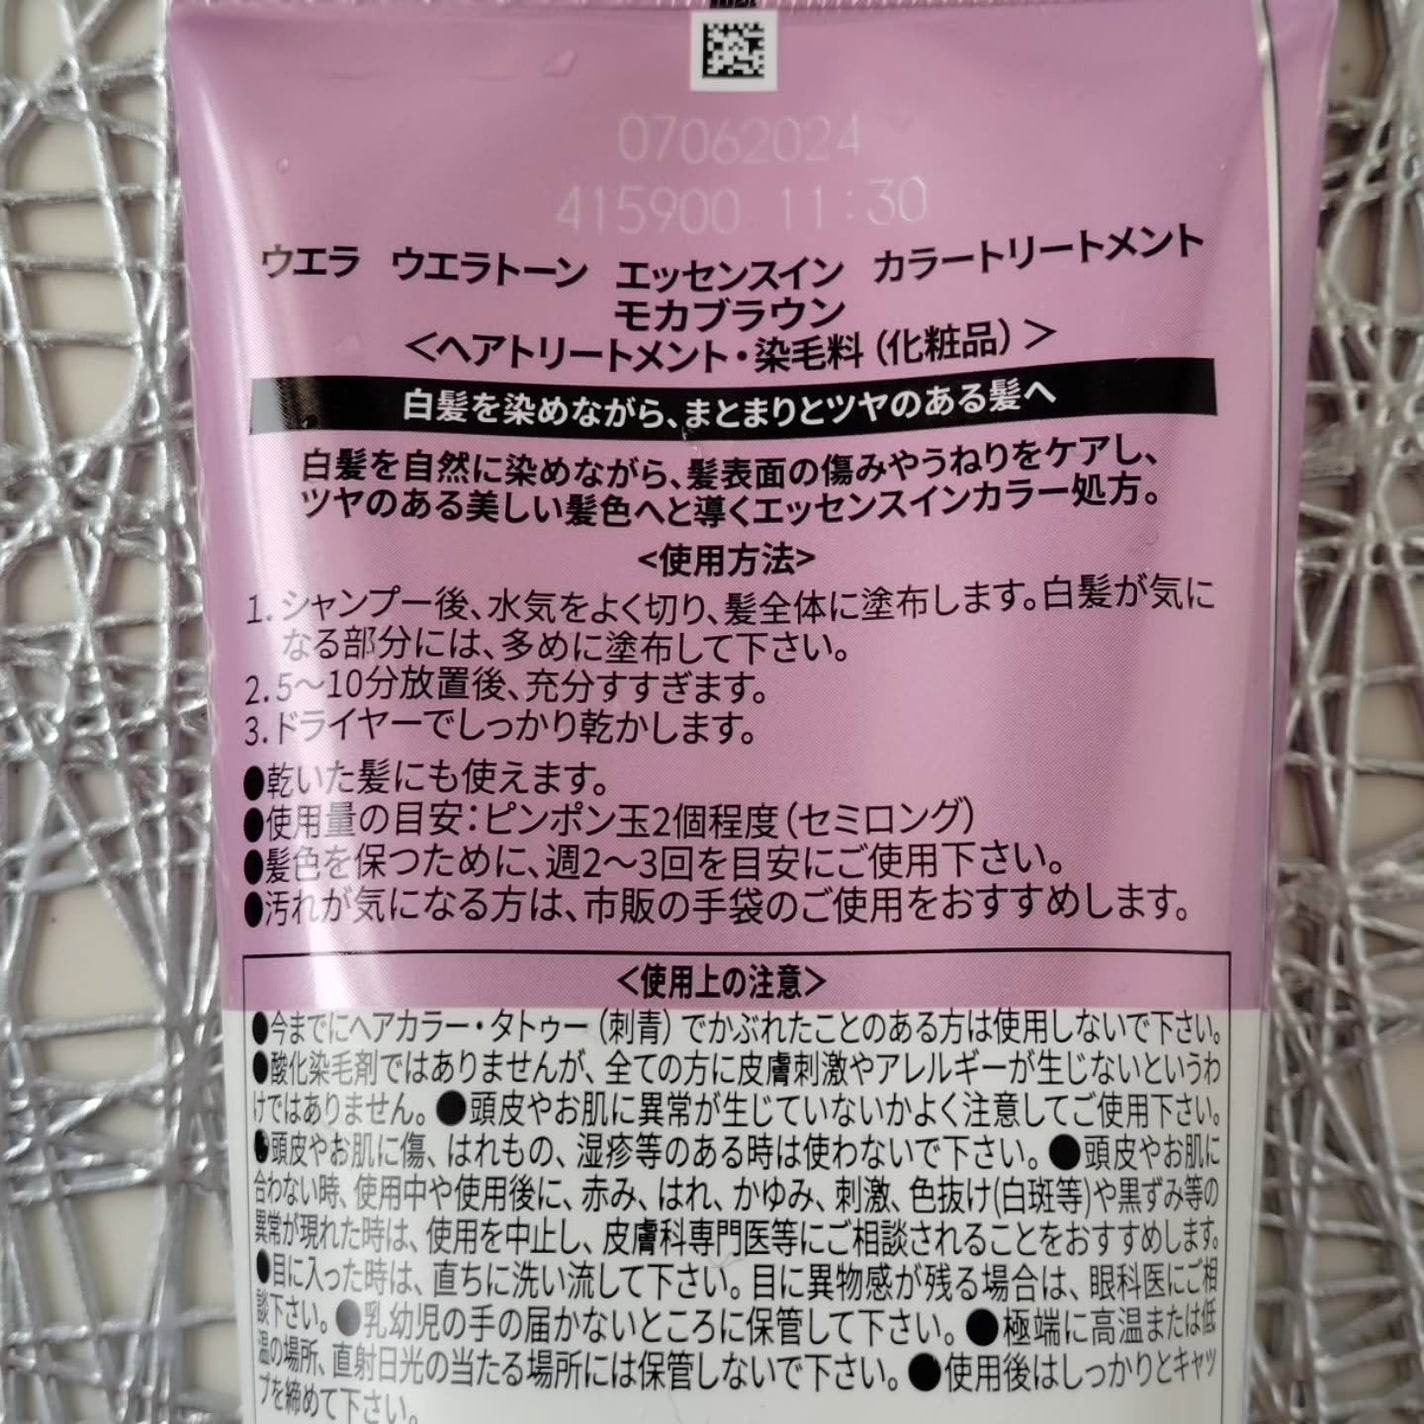 07062024
415900 11:30
ウエラ ウエラトーン エッセンスイン カラートリートメント
モカブラウン
<ヘアトリートメント・染毛料(化粧品)>
白髪を染めながら、まとまりとツヤのある髪へ
白髪を自然に染めながら、髪表面の傷みやうねりをケアし、
ツヤのある美しい髪色へと導くエッセンスインカラー処方。
<使用方法>
1. シャンプー後、水気をよく切り、髪全体に塗布します。白髪が気に
なる部分には、多めに塗布して下さい。
2. 5〜10分放置後、充分すすぎます。
3. ドライヤーでしっかり乾かします。
●乾いた髪にも使えます。
●使用量の目安:ピンポン玉2個程度(セミロング)
●髪色を保つために、週2〜3回を目安にご使用下さい。
●汚れが気になる方は、市販の手袋のご使用をおすすめします。
<使用上の注意>
●今までにヘアカラー・タトゥー(刺青)でかぶれたことのある方は使用しないで下さい。
●酸化染毛剤ではありませんが、全ての方に皮膚刺激やアレルギーが生じないというわ
けではありません。●頭皮やお肌に異常が生じていないかよく注意してご使用下さい。
●頭皮やお肌に傷、はれもの、湿疹等のある時は使わないで下さい。●頭皮やお肌に
合わない時、使用中や使用後に、赤み、はれ、かゆみ、刺激、色抜け(白斑等)や黒ずみ等の
異常が現れた時は、使用を中止し、皮膚科専門医等にご相談されることをおすすめします。
●目に入った時は、直ちに洗い流して下さい。目に異物感が残る場合は、眼科医にご相
談下さい。●乳幼児の手の届かないところに保管して下さい。●極端に高温または低
温の場所、直射日光の当たる場所には保管しないで下さい。●使用後はしっかりとキャッ
プを締めて下さい。